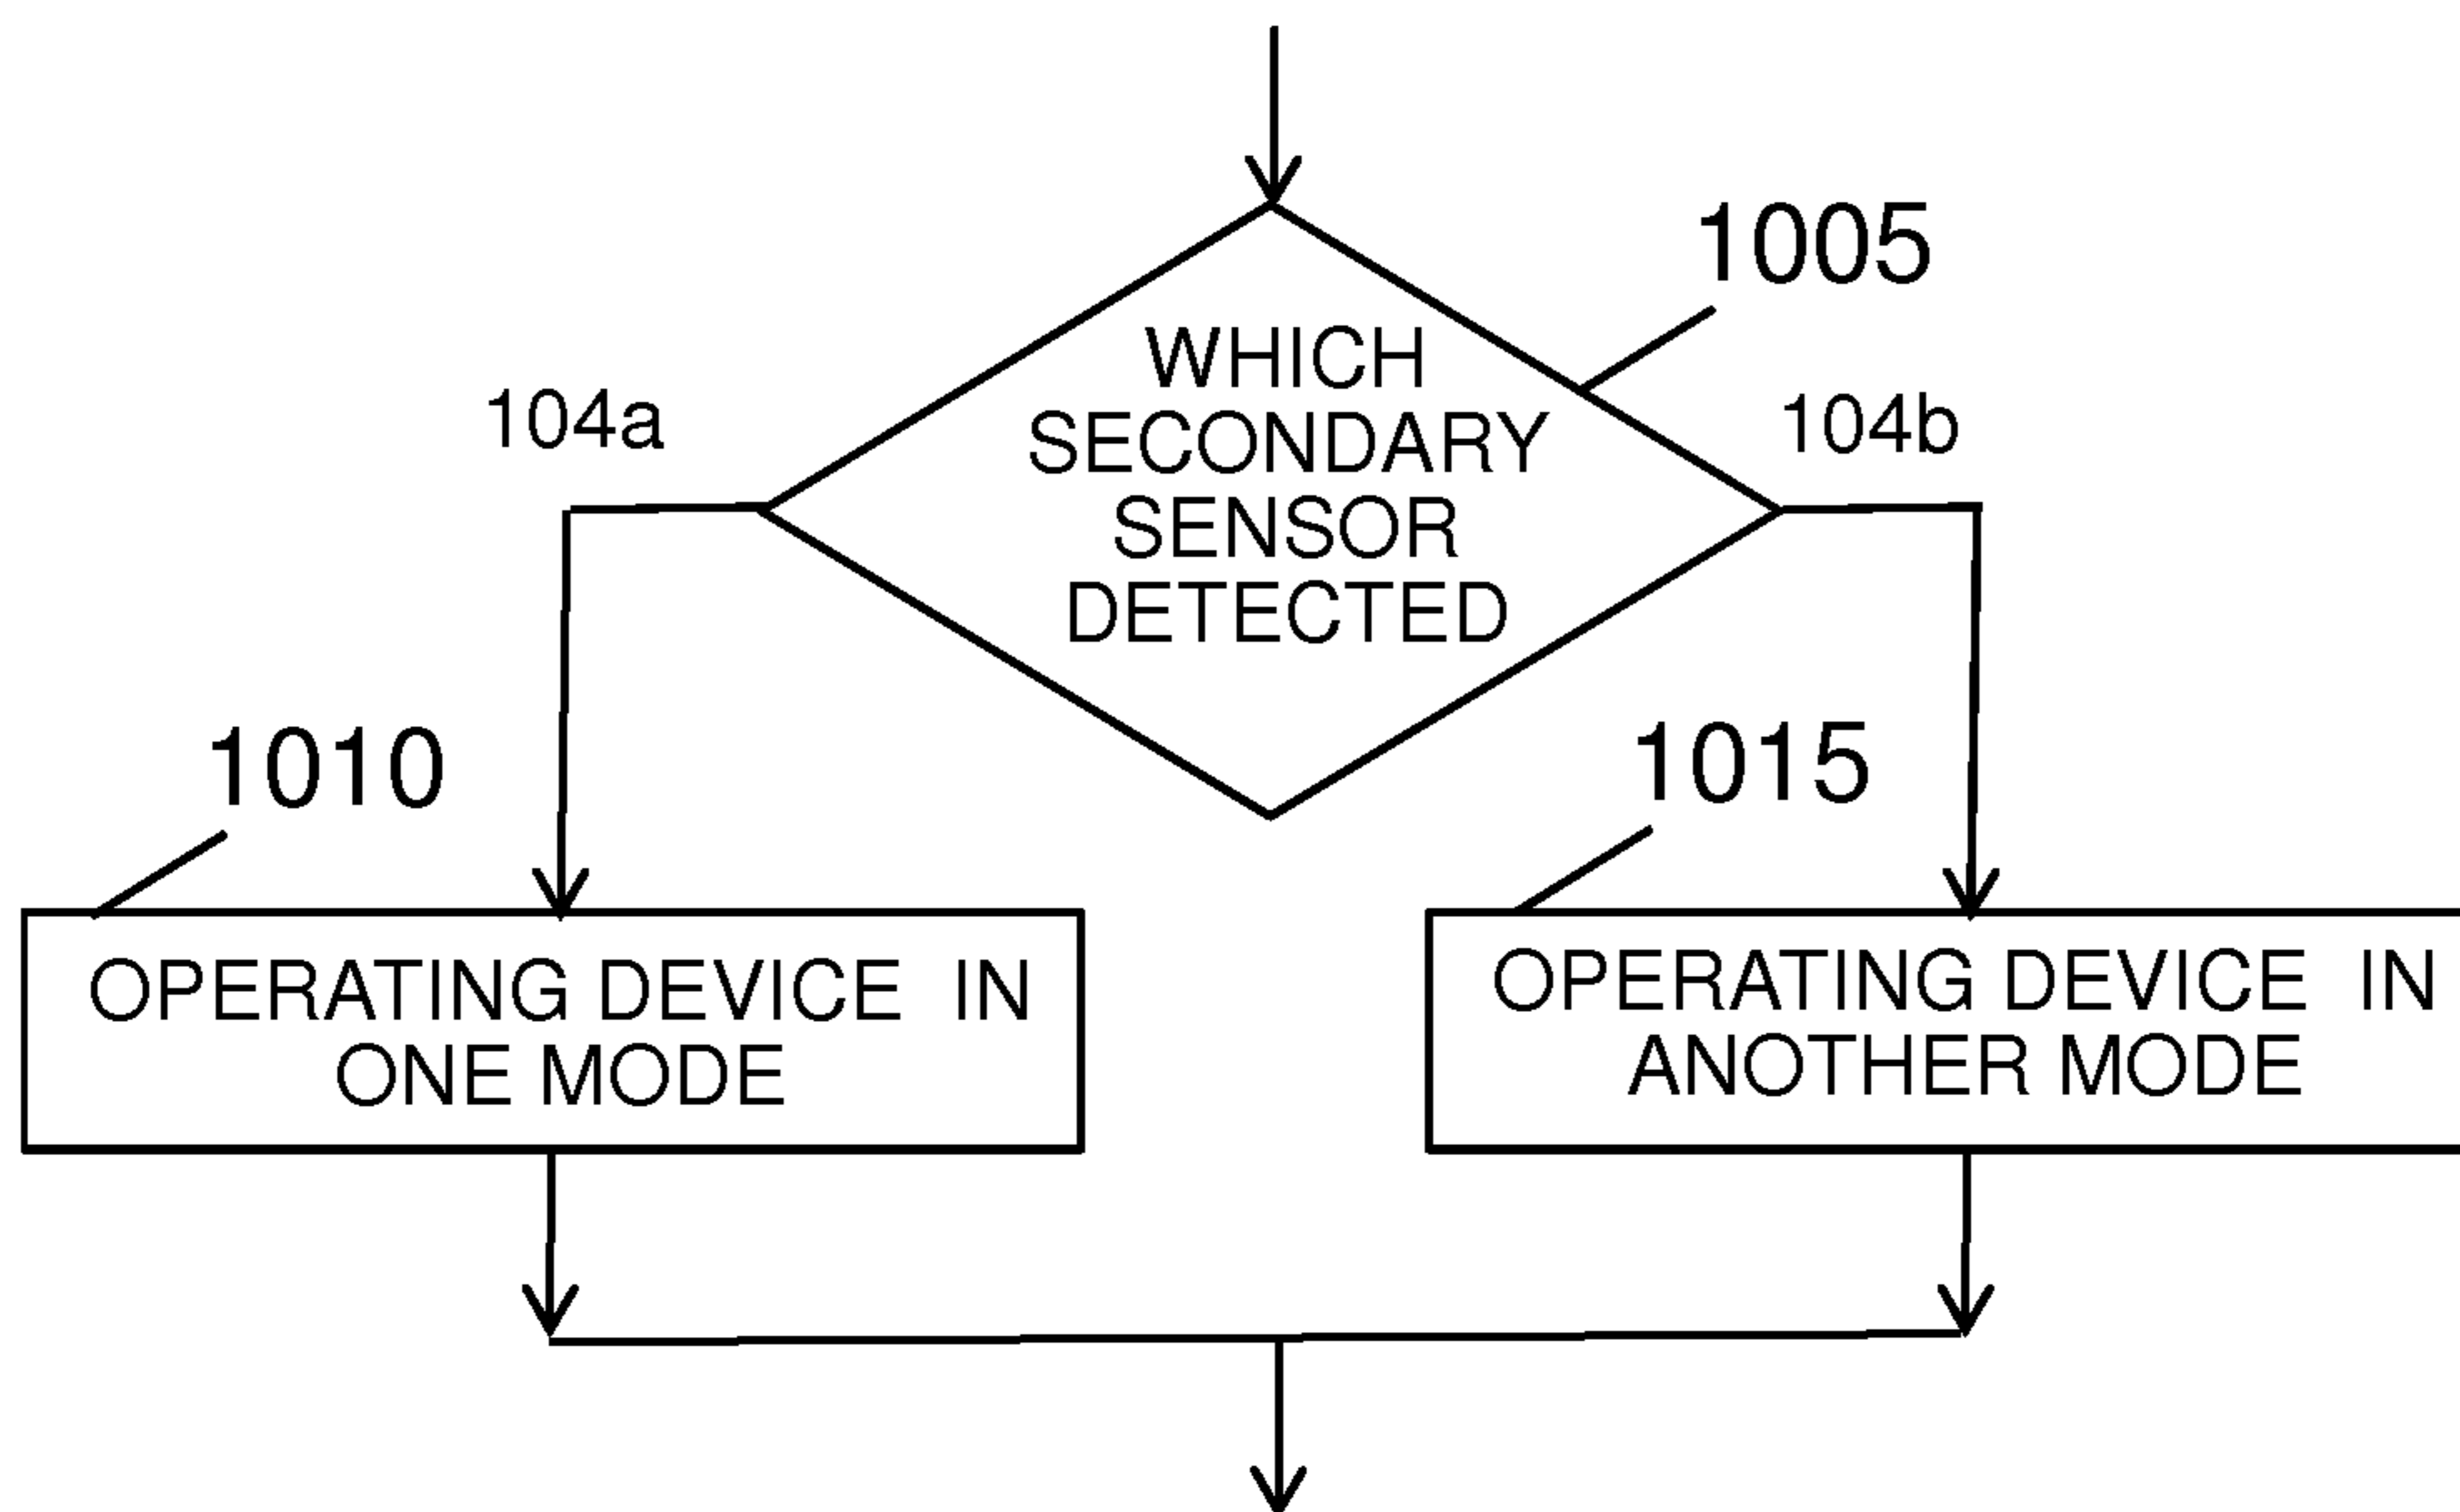 1005
WHICH
SECONDARY
SENSOR
DETECTED
104a
104b
1010
1015
OPERATING DEVICE IN
ONE MODE
OPERATING DEVICE IN
ANOTHER MODE